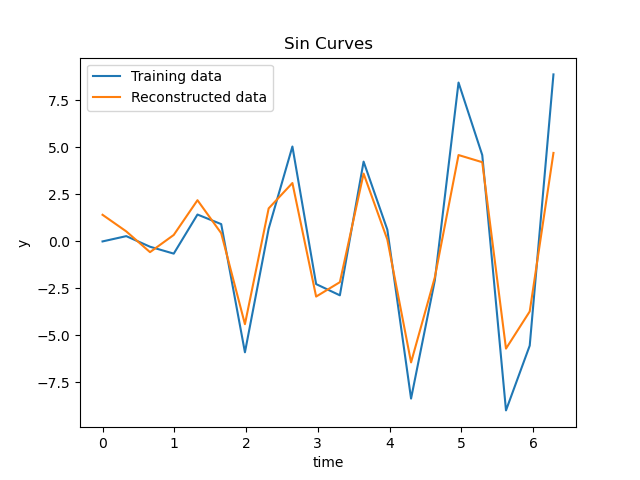 Sin Curves
Training data
Reconstructed data
7.5
5.0
2.5
0.0
−2.5
−5.0
−7.5
y
0 1 2 3 4 5 6
time